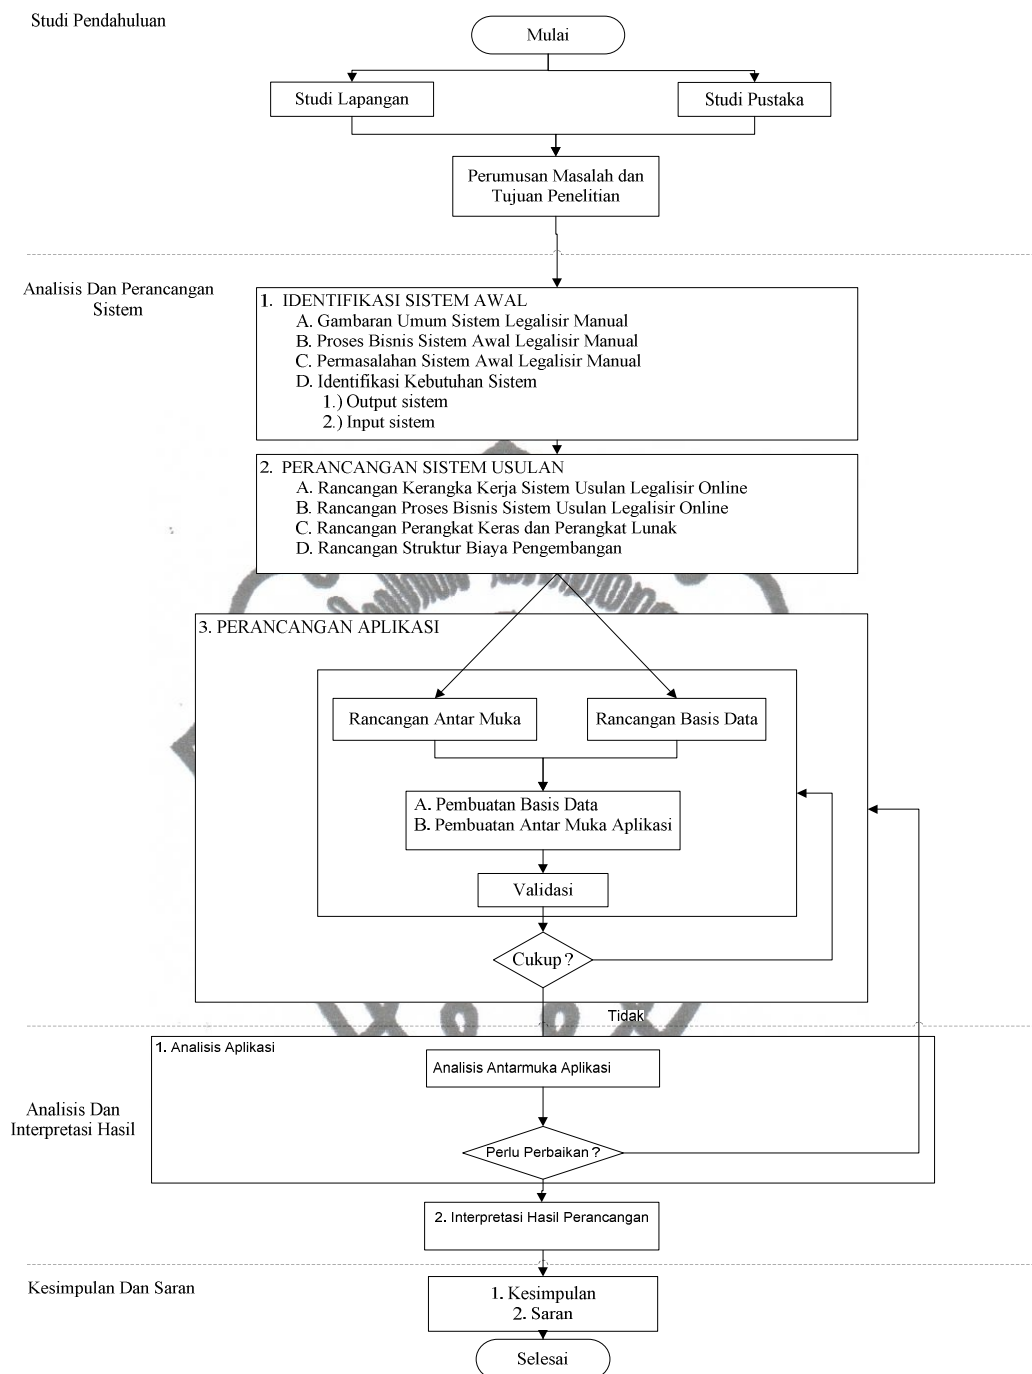 Studi Pendahuluan
Mulai
Studi Lapangan
Studi Pustaka
Perumusan Masalah dan
Tujuan Penelitian
Analisis Dan Perancangan
Sistem
1. IDENTIFIKASI SISTEM AWAL
A. Gambaran Umum Sistem Legalisir Manual
B. Proses Bisnis Sistem Awal Legalisir Manual
C. Permasalahan Sistem Awal Legalisir Manual
D. Identifikasi Kebutuhan Sistem
1.) Output sistem
2.) Input sistem
2. PERANCANGAN SISTEM USULAN
A. Rancangan Kerangka Kerja Sistem Usulan Legalisir Online
B. Rancangan Proses Bisnis Sistem Usulan Legalisir Online
C. Rancangan Perangkat Keras dan Perangkat Lunak
D. Rancangan Struktur Biaya Pengembangan
3. PERANCANGAN APLIKASI
Rancangan Antar Muka
Rancangan Basis Data
A. Pembuatan Basis Data
B. Pembuatan Antar Muka Aplikasi
Validasi
Cukup ?
Tidak
1. Analisis Aplikasi
Analisis Antarmuka Aplikasi
Analisis Dan
Interpretasi Hasil
Perlu Perbaikan ?
2. Interpretasi Hasil Perancangan
Kesimpulan Dan Saran
1. Kesimpulan
2. Saran
Selesai